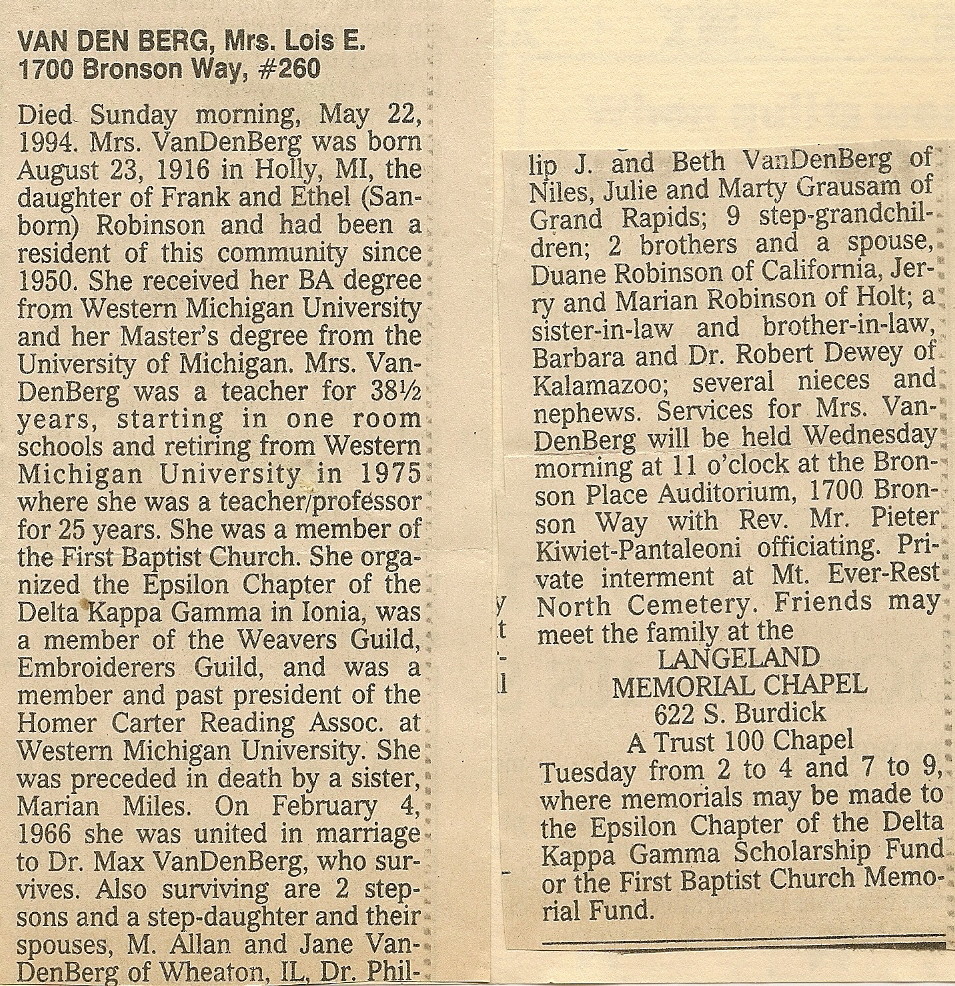 VAN DEN BERG, Mrs. Lois E.
1700 Bronson Way, #260
Died Sunday morning, May 22,
1994. Mrs. VanDenBerg was born
August 23, 1916 in Holly, MI, the
daughter of Frank and Ethel (San-
born) Robinson and had been a
resident of this community since
1950. She received her BA degree
from Western Michigan University
and her Master's degree from the
University of Michigan. Mrs. Van-
DenBerg was a teacher for 38½
years, starting in one room
schools and retiring from Western
Michigan University in 1975
where she was a teacher/professor
for 25 years. She was a member of
the First Baptist Church. She orga-
nized the Epsilon Chapter of the
Delta Kappa Gamma in Ionia, was
a member of the Weavers Guild,
Embroiderers Guild, and was a
member and past president of the
Homer Carter Reading Assoc. at
Western Michigan University. She
was preceded in death by a sister,
Marian Miles. On February 4,
1966 she was united in marriage
to Dr. Max VanDenBerg, who sur-
vives. Also surviving are 2 step-
sons and a step-daughter and their
spouses, M. Allan and Jane Van-
DenBerg of Wheaton, IL, Dr. Phil-
lip J. and Beth VanDenBerg of
Niles, Julie and Marty Grausam of
Grand Rapids; 9 step-grandchil-
dren; 2 brothers and a spouse,
Duane Robinson of California, Jer-
ry and Marian Robinson of Holt; a
sister-in-law and brother-in-law,
Barbara and Dr. Robert Dewey of
Kalamazoo; several nieces and
nephews. Services for Mrs. Van-
DenBerg will be held Wednesday
morning at 11 o'clock at the Bron-
son Place Auditorium, 1700 Bron-
son Way with Rev. Mr. Pieter
Kiwiet-Pantaleoni officiating. Pri-
vate interment at Mt. Ever-Rest
North Cemetery. Friends may
meet the family at the
LANGELAND
MEMORIAL CHAPEL
622 S. Burdick
A Trust 100 Chapel
Tuesday from 2 to 4 and 7 to 9,
where memorials may be made to
the Epsilon Chapter of the Delta
Kappa Gamma Scholarship Fund
or the First Baptist Church Memo-
rial Fund.